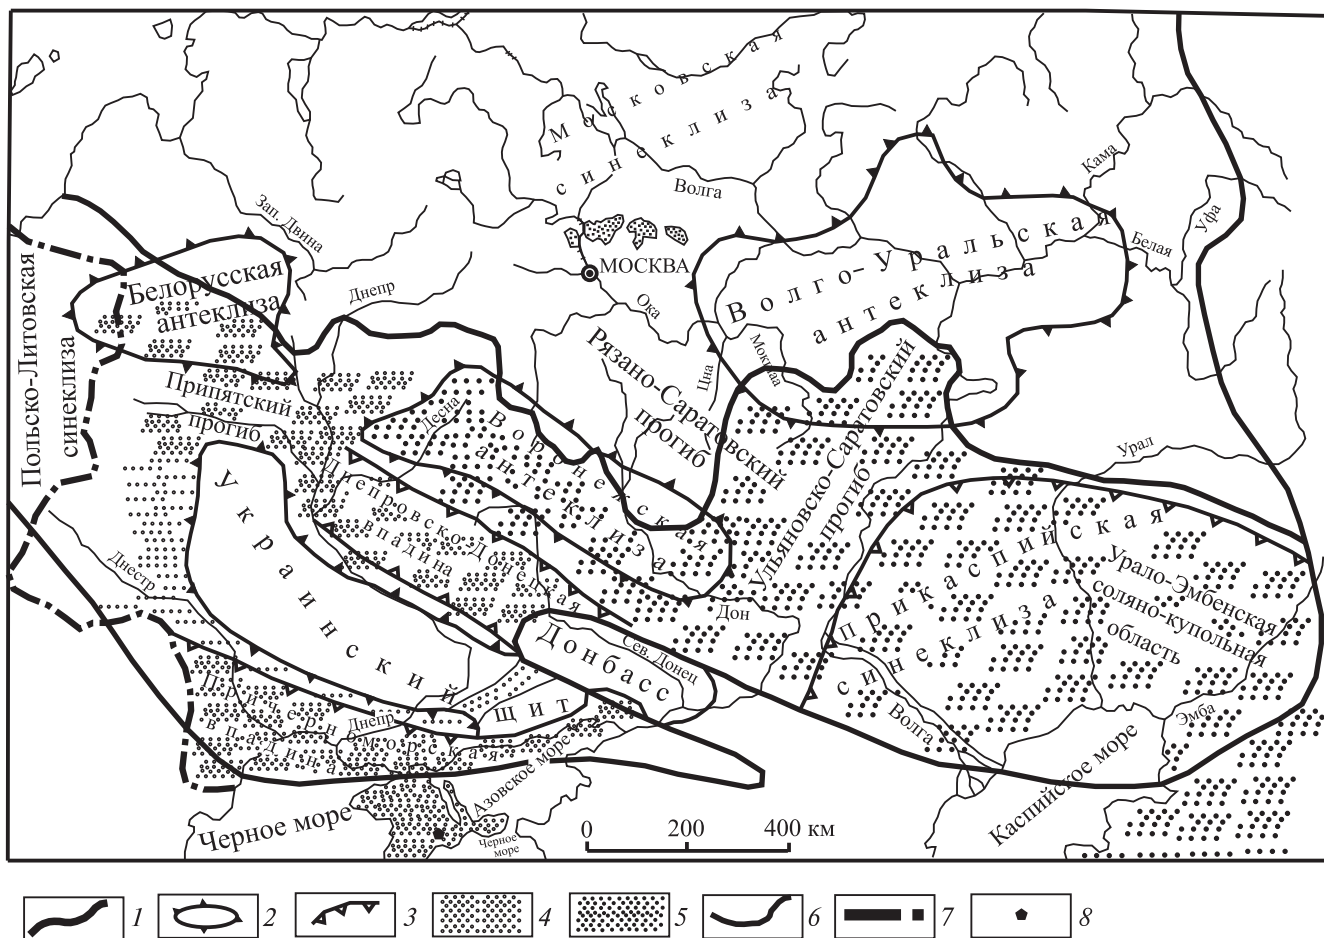 Московская
синеклиза
Волга
Кама
Уфа
Белая
Зап. Двина
МОСКВА
Волго-Уральская
антеклиза
Белорусская
антеклиза
Днепр
Ока
Польско-Литовская
синеклиза
Рязано-Саратовский
прогиб
Цна
Мокшаа
Припятский
прогиб
Десна
Воронежская
антеклиза
Ульяновско-Саратовский
прогиб
Урал
Украинский
щит
Днепровско-Донецкая
впадина
Прикаспийская
синеклиза
Урало-Эмбенская
соляно-купольная
область
Днестр
Дон
Донбасс
Сев. Донец
Причерноморская
впадина
Днепр
Волга
Эмба
Азовское море
Каспийское море
Черное море
Черное
море
0 200 400 км
1 2 3 4 5 6 7 8